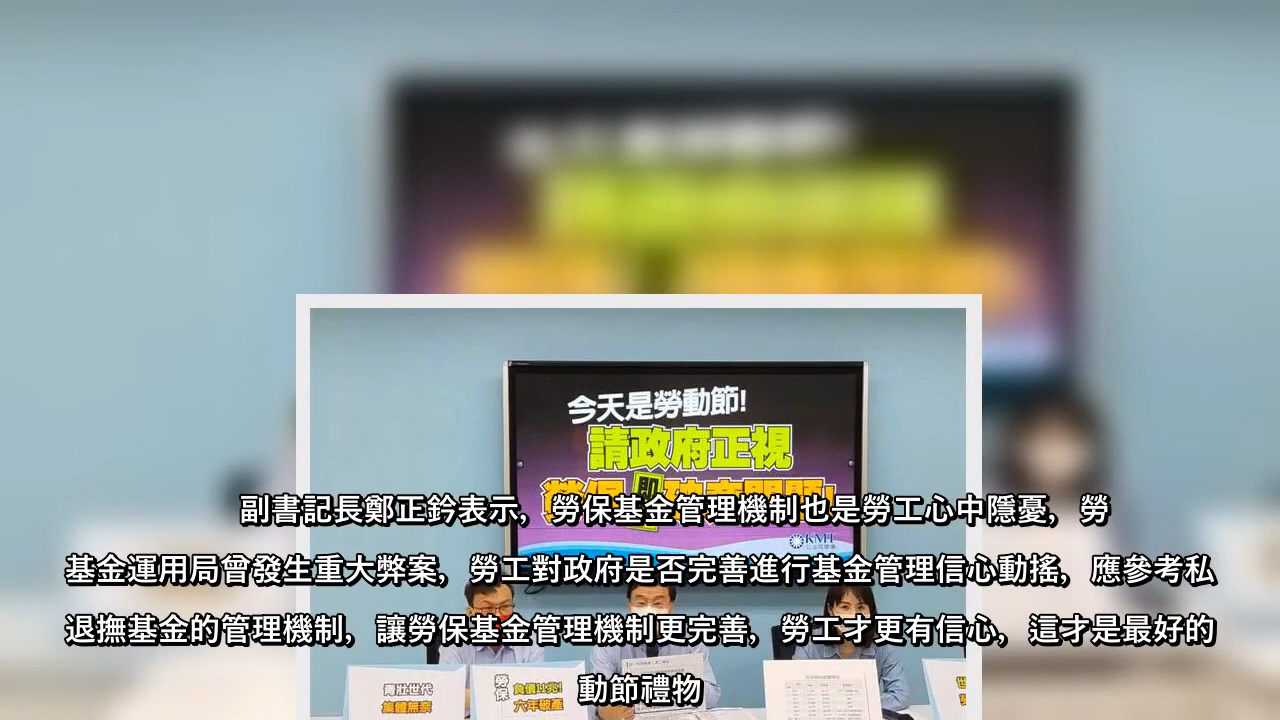 今天是勞動節!
請政府正視
副書記長鄭正鈐表示,勞保基金管理機制也是勞工心中隱憂,勞
基金運用局曾發生重大弊案,勞工對政府是否完善進行基金管理信心動搖,應參考私
退撫基金的管理機制,讓勞保基金管理機制更完善,勞工才更有信心,這才是最好的
動節禮物
KMT
勞保
負債11兆!
六年破產
青壯世代
集體無奈